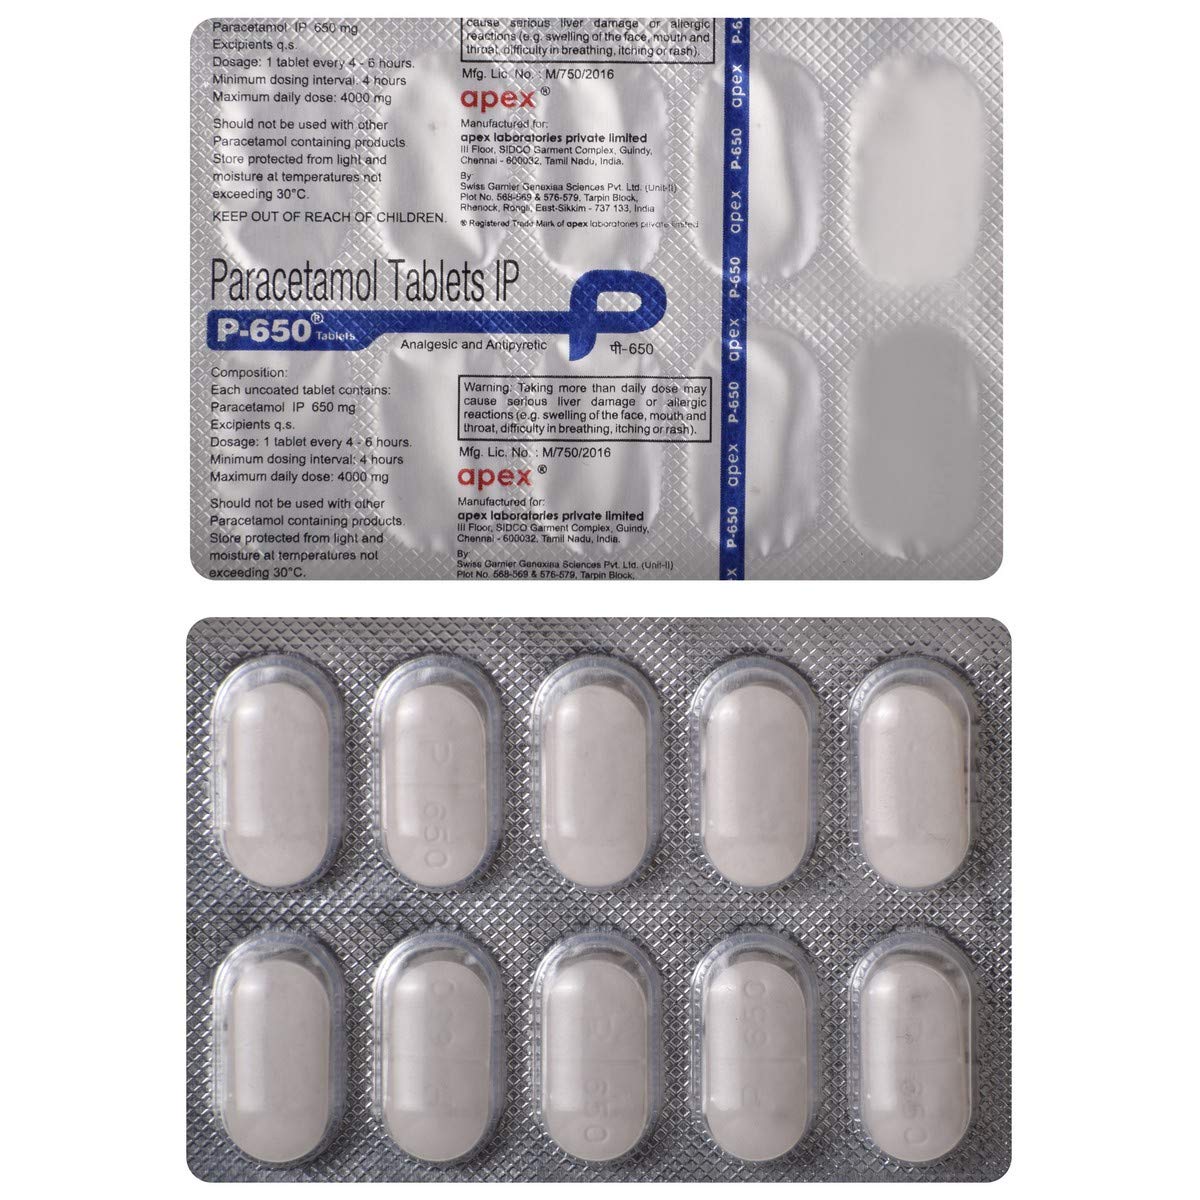 Paracetamol IP 650 mg
Excipients q.s.
Dosage: 1 tablet every 4 - 6 hours.
Minimum dosing interval: 4 hours
Maximum daily dose: 4000 mg
Should not be used with other
Paracetamol containing products
Store protected from light and
moisture at temperatures not
exceeding 30°C.
KEEP OUT OF REACH OF CHILDREN.
cause serious liver damage or allergic
reactions (e.g. swelling of the face, mouth and
throat, difficulty in breathing, itching or rash).
Mfg. Lic. No. : M/750/2016
apex®
Manufactured for:
apex laboratories private limited
III Floor, SIDCO Garment Complex, Guindy,
Chennai - 600032, Tamil Nadu, India.
By
Swiss Garnier Genexiaa Sciences Pvt. Ltd. (Unit-II)
Plot No. 568-569 & 576-579, Tarpin Block,
Rhenock, Rongli, East-Sikkim - 737 133, India
® Registered Trade Mark of apex laboratories private limited
Paracetamol Tablets IP
P-650® Tablets
Analgesic and Antipyretic
पी-650
Composition:
Each uncoated tablet contains:
Paracetamol IP 650 mg
Excipients q.s.
Dosage: 1 tablet every 4 - 6 hours.
Minimum dosing interval: 4 hours
Maximum daily dose: 4000 mg
Should not be used with other
Paracetamol containing products.
Store protected from light and
moisture at temperatures not
exceeding 30°C.
Warning: Taking more than daily dose may
cause serious liver damage or allergic
reactions (e.g. swelling of the face, mouth and
throat, difficulty in breathing, itching or rash).
Mfg. Lic. No. : M/750/2016
apex®
Manufactured for:
apex laboratories private limited
III Floor, SIDCO Garment Complex, Guindy,
Chennai - 600032, Tamil Nadu, India.
By
Swiss Garnier Genexiaa Sciences Pvt. Ltd. (Unit-II)
Plot No. 568-569 & 576-579, Tarpin Block,
P-650 apex P-650 apex P-650 apex P-650 apex P-650 apex P-6
P 650
P 650
P 650
P 650
P 650